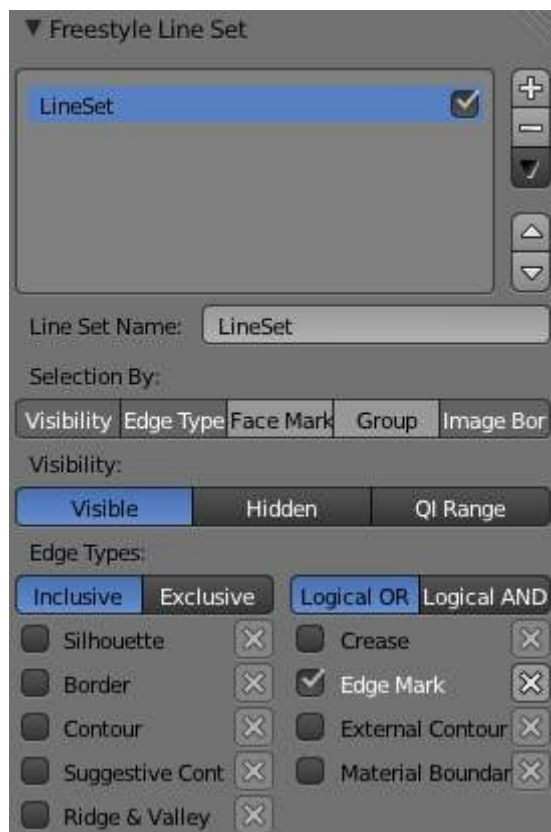 Freestyle Line Set
LineSet
Line Set Name: LineSet
Selection By:
Visibility Edge Type Face Mark Group Image Bor
Visibility:
Visible Hidden QI Range
Edge Types:
Inclusive Exclusive Logical OR Logical AND
Silhouette Crease
Border Edge Mark
Contour External Contour
Suggestive Cont Material Boundar
Ridge & Valley